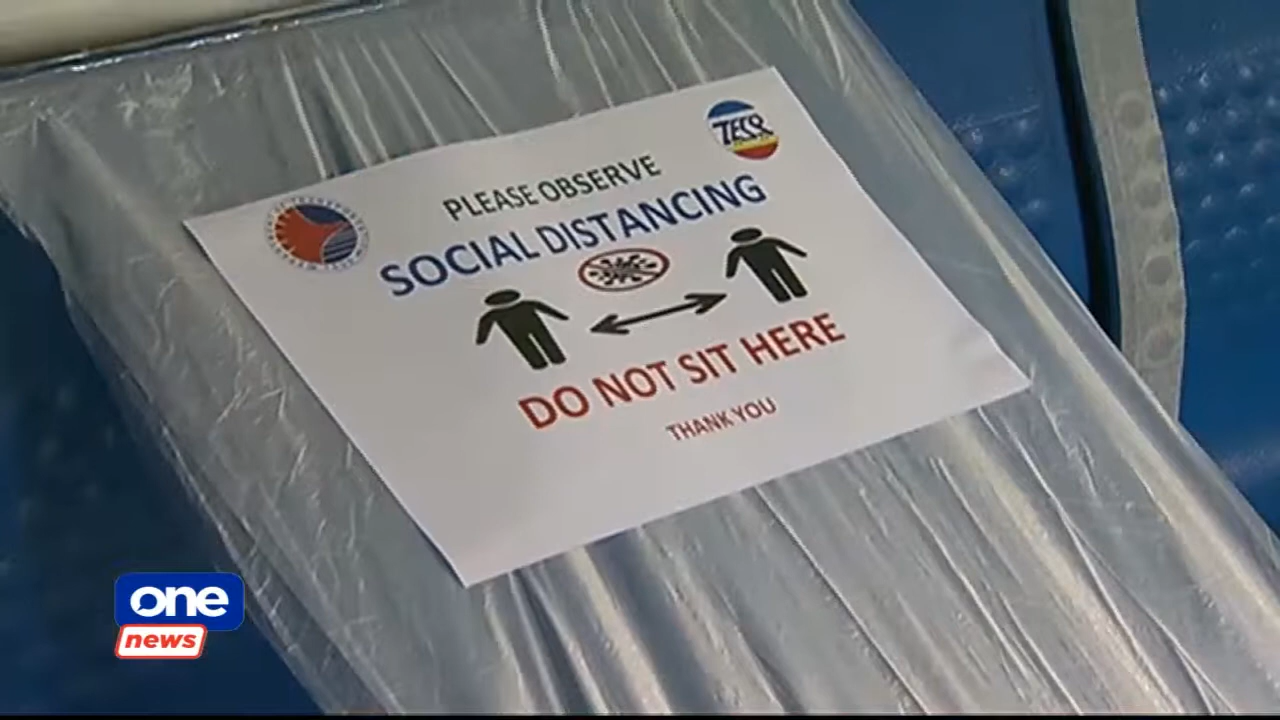 PLEASE OBSERVE
SOCIAL DISTANCING
DO NOT SIT HERE
THANK YOU
one
news